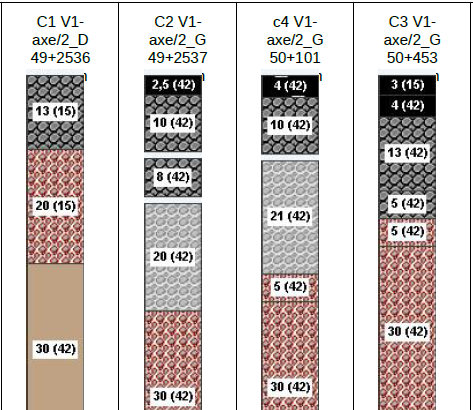 C1 V1-
axe/2_D
49+2536
13 (15)
20 (15)
30 (42)
C2 V1-
axe/2_G
49+2537
2,5 (42)
10 (42)
8 (42)
20 (42)
30 (42)
c4 V1-
axe/2_G
50+101
4 (42)
10 (42)
21 (42)
5 (42)
30 (42)
C3 V1-
axe/2_G
50+453
3 (15)
4 (42)
13 (42)
5 (42)
5 (42)
30 (42)